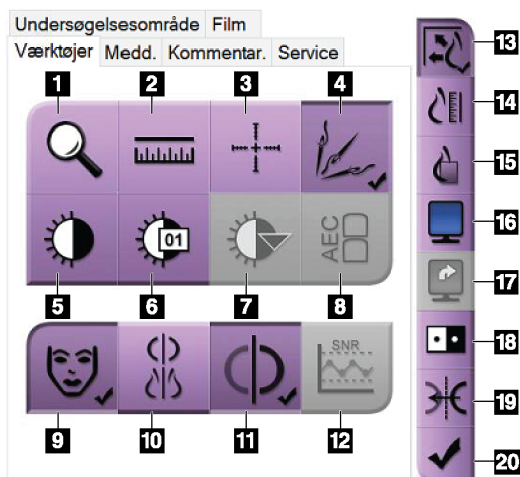 Undersøgelsesområde Film
Værktøjer Medd. Kommentar. Service
1 2 3 4
01 AEC
5 6 7 8
SNR
9 10 11 12
13
14
15
16
17
18
19
20